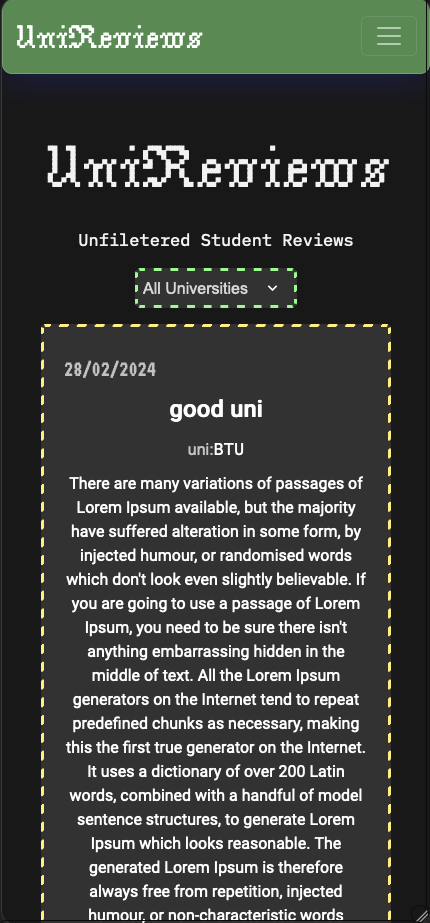 UniReviews
UniReviews
Unfiletered Student Reviews
All Universities
28/02/2024
good uni
uni:BTU
There are many variations of passages of
Lorem Ipsum available, but the majority
have suffered alteration in some form, by
injected humour, or randomised words
which don't look even slightly believable. If
you are going to use a passage of Lorem
Ipsum, you need to be sure there isn't
anything embarrassing hidden in the
middle of text. All the Lorem Ipsum
generators on the Internet tend to repeat
predefined chunks as necessary, making
this the first true generator on the Internet.
It uses a dictionary of over 200 Latin
words, combined with a handful of model
sentence structures, to generate Lorem
Ipsum which looks reasonable. The
generated Lorem Ipsum is therefore
always free from repetition, injected
humour, or non-characteristic words